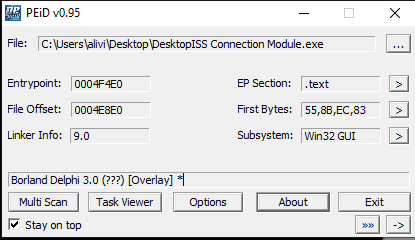 PEiD v0.95
File: C:\Users\alivi\Desktop\DesktopISS Connection Module.exe ...
Entrypoint: 0004F4E0 EP Section: .text >
File Offset: 0004E8E0 First Bytes: 55,8B,EC,83 >
Linker Info: 9.0 Subsystem: Win32 GUI >
Borland Delphi 3.0 (???) [Overlay] *
Multi Scan Task Viewer Options About Exit
Stay on top »» ->